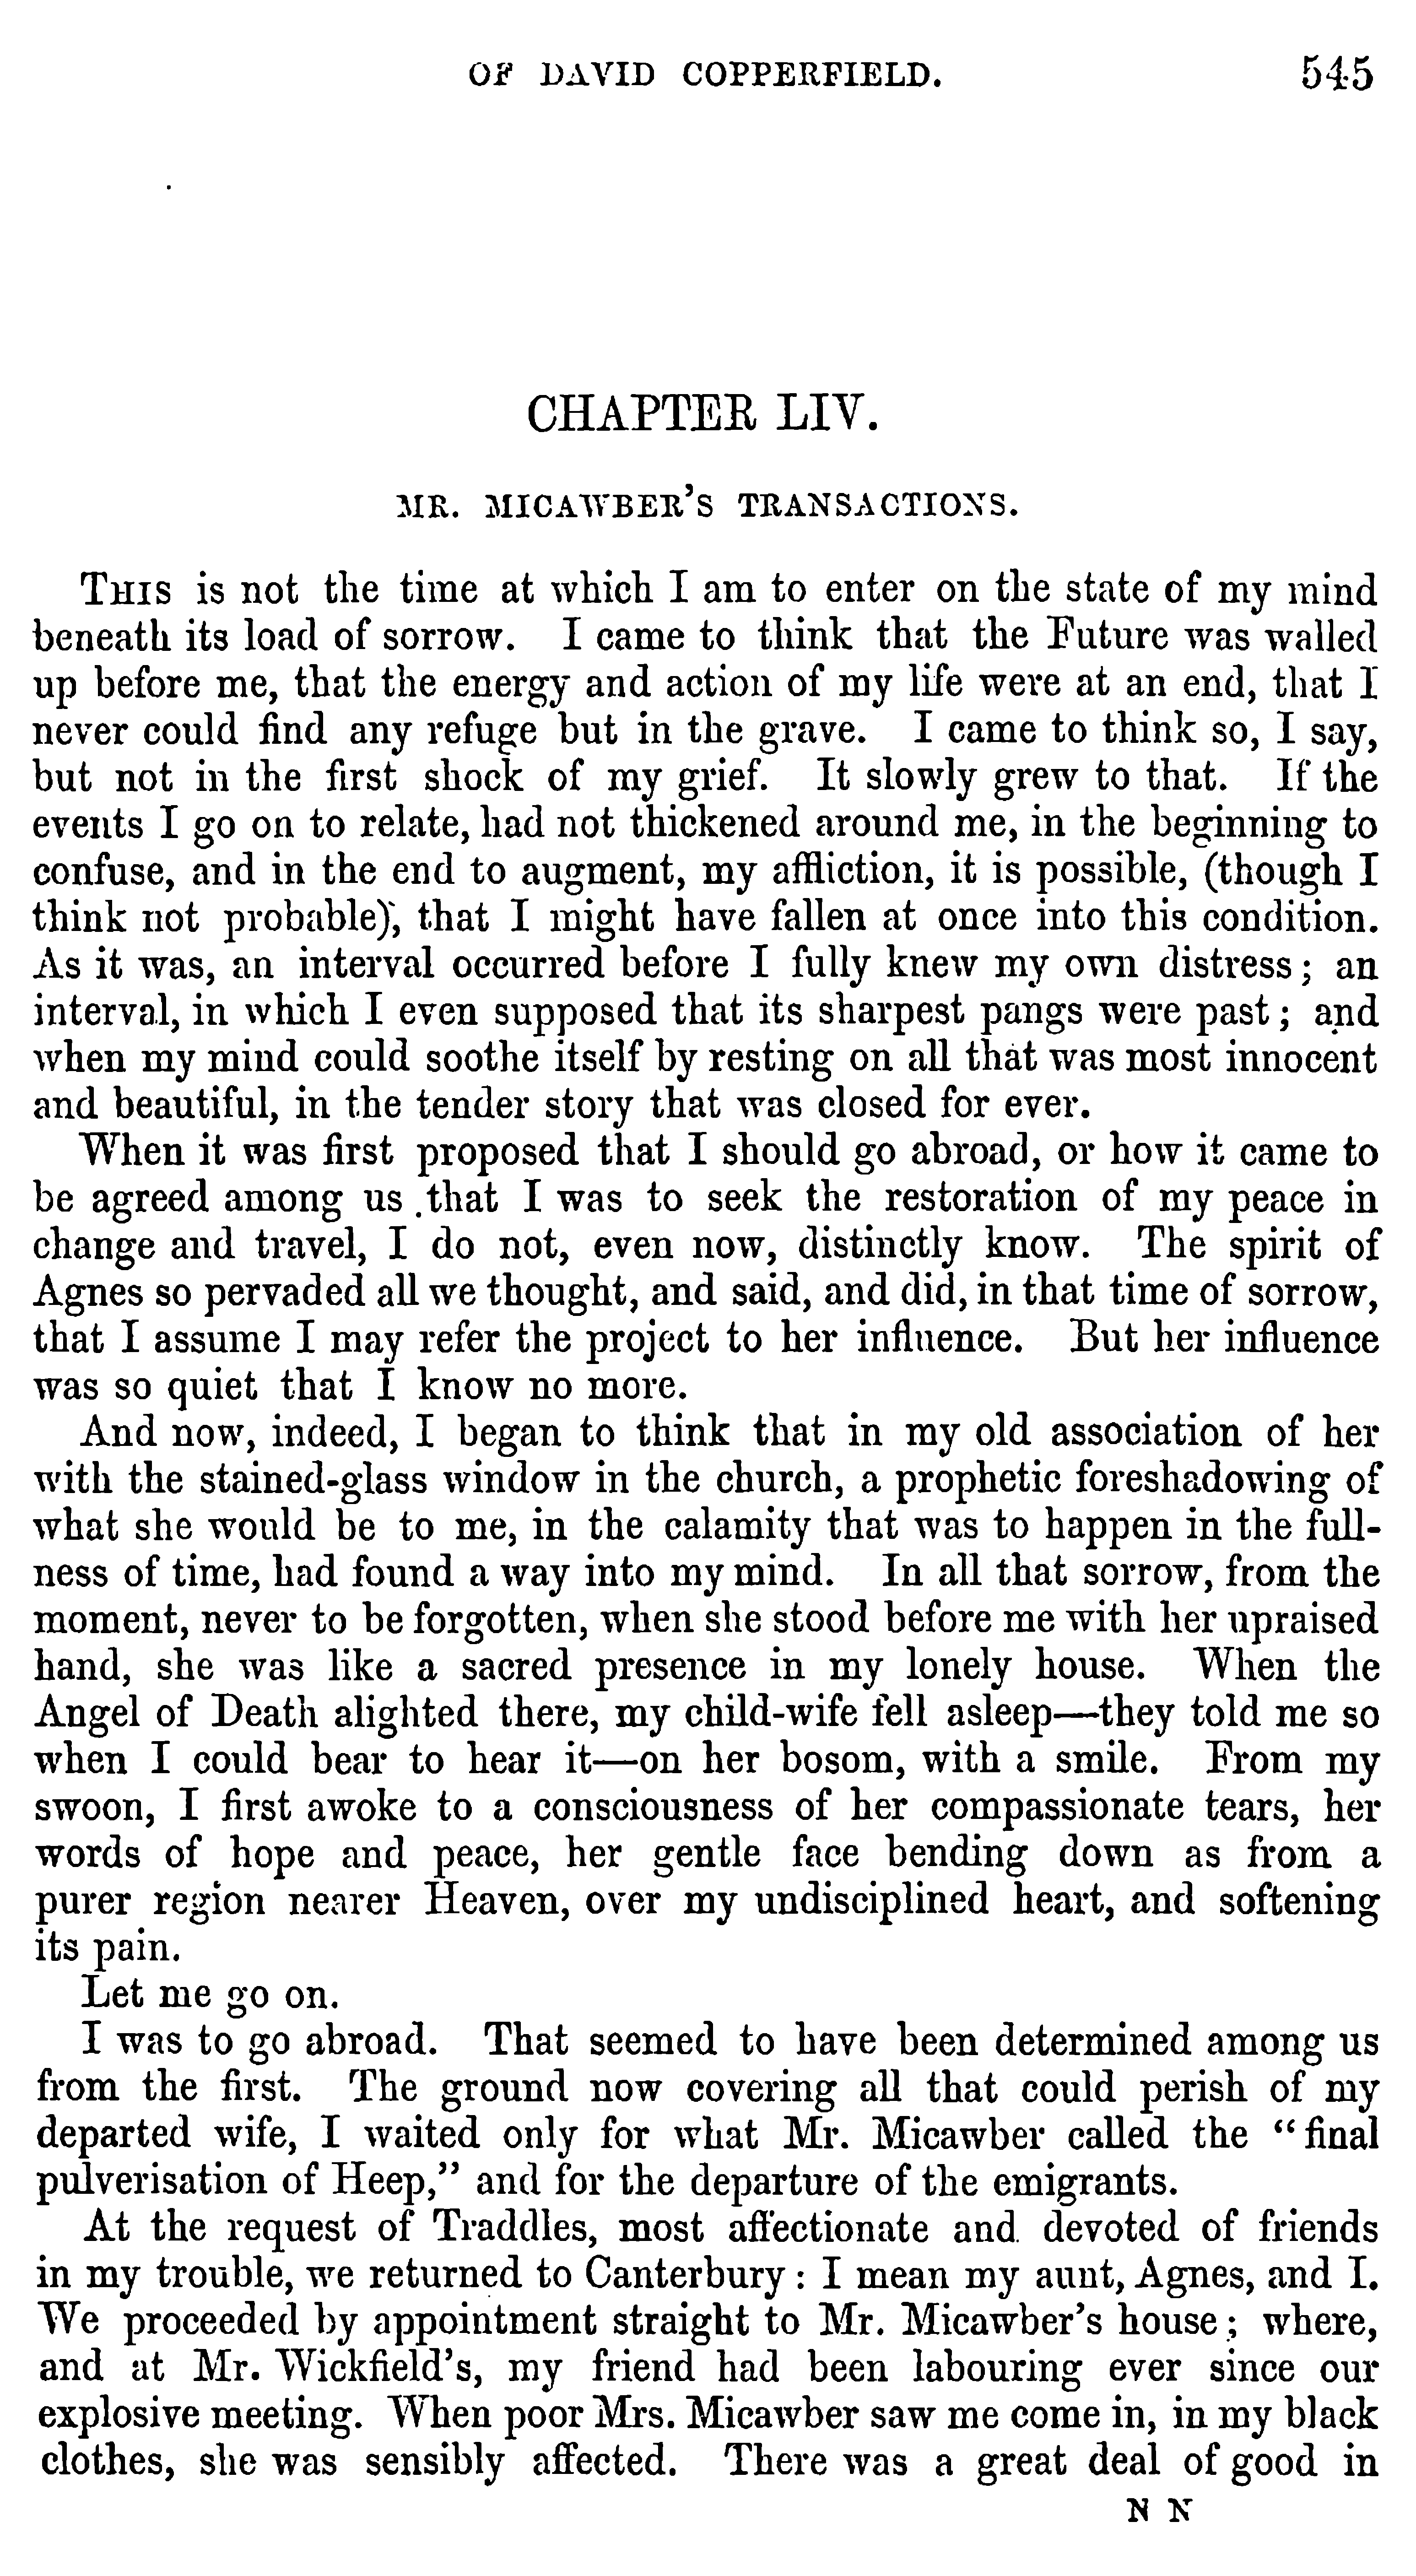 OF DAVID COPPERFIELD. 545
CHAPTER LIV.
MR. MICAWBER'S TRANSACTIONS.
THIS is not the time at which I am to enter on the state of my mind
beneath its load of sorrow. I came to think that the Future was walled
up before me, that the energy and action of my life were at an end, that I
never could find any refuge but in the grave. I came to think so, I say,
but not in the first shock of my grief. It slowly grew to that. If the
events I go on to relate, had not thickened around me, in the beginning to
confuse, and in the end to augment, my affliction, it is possible, (though I
think not probable), that I might have fallen at once into this condition.
As it was, an interval occurred before I fully knew my own distress; an
interval, in which I even supposed that its sharpest pangs were past; and
when my mind could soothe itself by resting on all that was most innocent
and beautiful, in the tender story that was closed for ever.
When it was first proposed that I should go abroad, or how it came to
be agreed among us that I was to seek the restoration of my peace in
change and travel, I do not, even now, distinctly know. The spirit of
Agnes so pervaded all we thought, and said, and did, in that time of sorrow,
that I assume I may refer the project to her influence. But her influence
was so quiet that I know no more.
And now, indeed, I began to think that in my old association of her
with the stained-glass window in the church, a prophetic foreshadowing of
what she would be to me, in the calamity that was to happen in the full-
ness of time, had found a way into my mind. In all that sorrow, from the
moment, never to be forgotten, when she stood before me with her upraised
hand, she was like a sacred presence in my lonely house. When the
Angel of Death alighted there, my child-wife fell asleep—they told me so
when I could bear to hear it—on her bosom, with a smile. From my
swoon, I first awoke to a consciousness of her compassionate tears, her
words of hope and peace, her gentle face bending down as from a
purer region nearer Heaven, over my undisciplined heart, and softening
its pain.
Let me go on.
I was to go abroad. That seemed to have been determined among us
from the first. The ground now covering all that could perish of my
departed wife, I waited only for what Mr. Micawber called the "final
pulverisation of Heep," and for the departure of the emigrants.
At the request of Traddles, most affectionate and devoted of friends
in my trouble, we returned to Canterbury: I mean my aunt, Agnes, and I.
We proceeded by appointment straight to Mr. Micawber's house; where,
and at Mr. Wickfield's, my friend had been labouring ever since our
explosive meeting. When poor Mrs. Micawber saw me come in, in my black
clothes, she was sensibly affected. There was a great deal of good in
N N